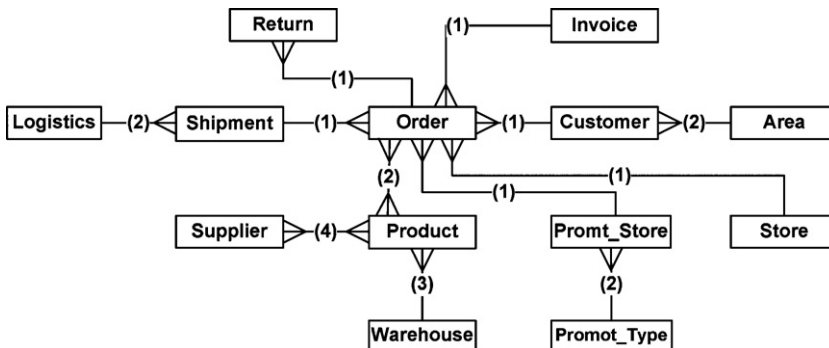 Return
(1)
Invoice
(1)
Logistics
(2)
Shipment
(1)
Order
(1)
Customer
(2)
Area
(2)
(1)
(1)
Supplier
(4)
Product
Promt_Store
Store
(3)
(2)
Warehouse
Promot_Type